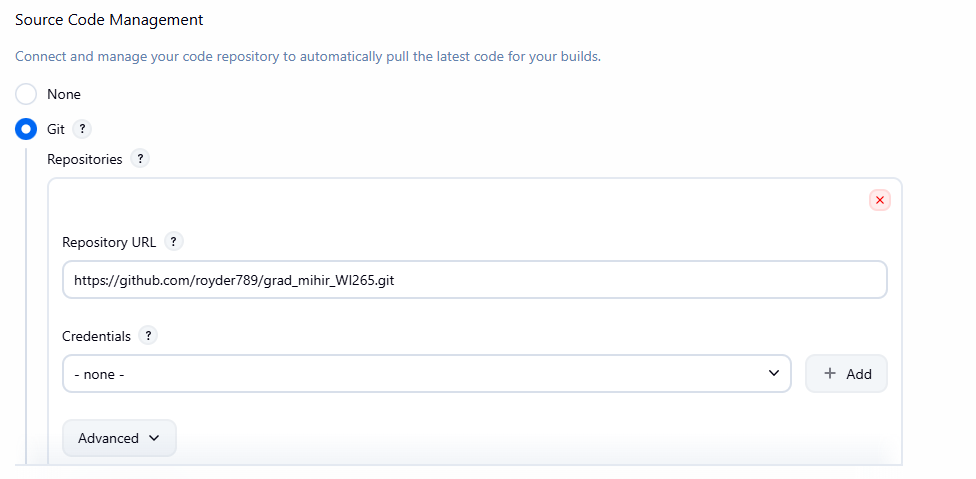 Source Code Management
Connect and manage your code repository to automatically pull the latest code for your builds.
None
Git ?
Repositories ?
Repository URL ?
https://github.com/royder789/grad_mihir_WI265.git
Credentials ?
- none -
+ Add
Advanced